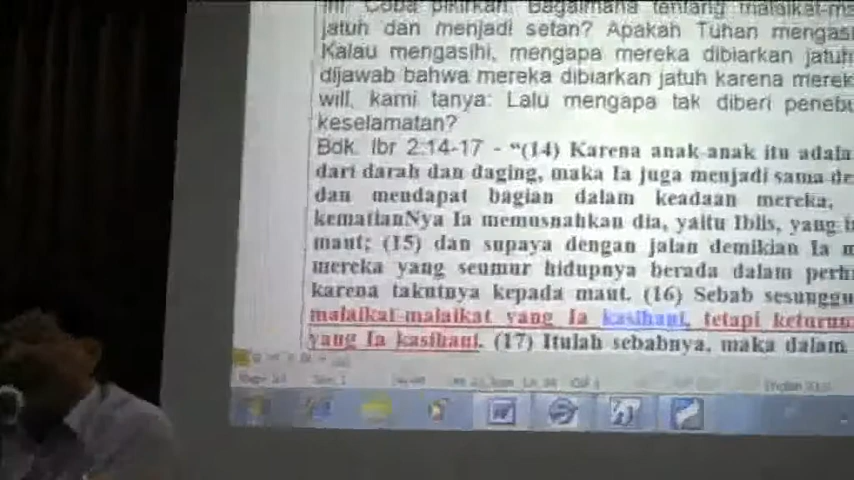 ini. Coba pikirkan. Bagaimana tentang malaikat-ma
jatuh dan menjadi setan? Apakah Tuhan mengasi
Kalau mengasihi, mengapa mereka dibiarkan jatuh
dijawab bahwa mereka dibiarkan jatuh karena merek
will, kami tanya: Lalu mengapa tak diberi penebu
keselamatan?
Bdk. Ibr 2:14-17 - “(14) Karena anak-anak itu adala
dari darah dan daging, maka Ia juga menjadi sama de
dan mendapat bagian dalam keadaan mereka,
kematianNya Ia memusnahkan dia, yaitu Iblis, yang
maut; (15) dan supaya dengan jalan demikian Ia m
mereka yang seumur hidupnya berada dalam perh
karena takutnya kepada maut. (16) Sebab sesunggu
malaikat-malaikat yang Ia kasihani, tetapi keturun
yang Ia kasihani. (17) Itulah sebabnya, maka dalam